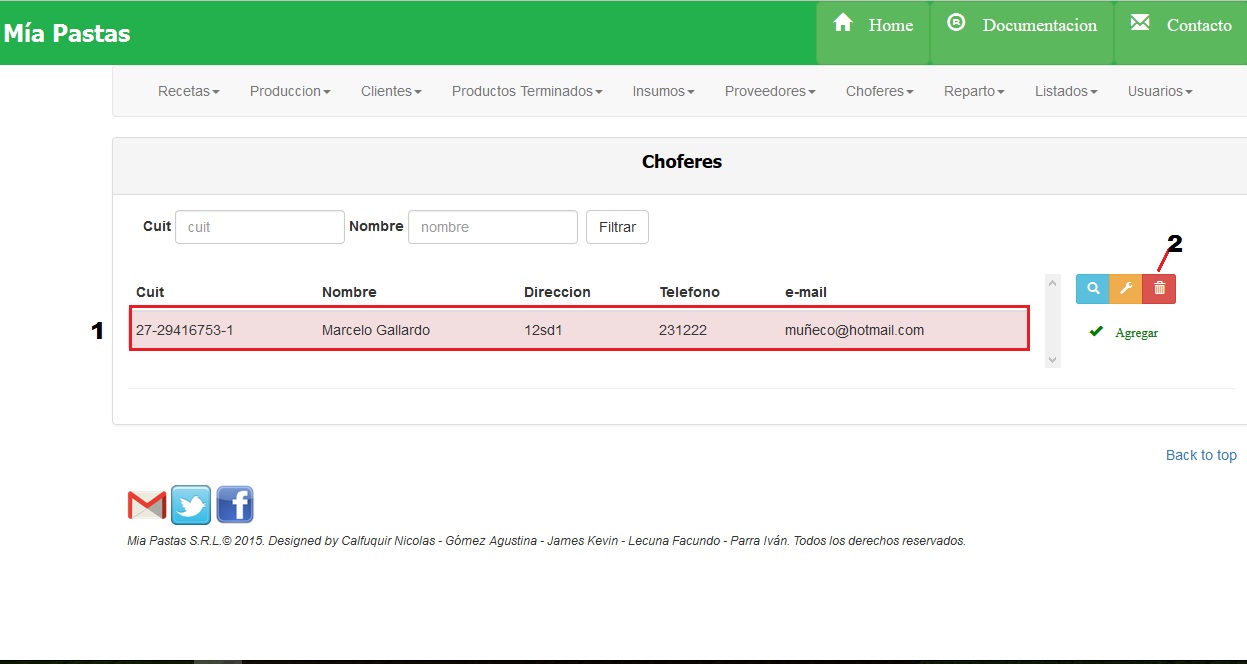 Mía Pastas
Home Documentacion Contacto
Recetas Produccion Clientes Productos Terminados Insumos Proveedores Choferes Reparto Listados Usuarios
Choferes
Cuit cuit Nombre nombre Filtrar
2
Cuit Nombre Direccion Telefono e-mail
1 27-29416753-1 Marcelo Gallardo 12sd1 231222 muñeco@hotmail.com Agregar
Back to top
Mia Pastas S.R.L.© 2015. Designed by Calfuquir Nicolas - Gómez Agustina - James Kevin - Lecuna Facundo - Parra Iván. Todos los derechos reservados.